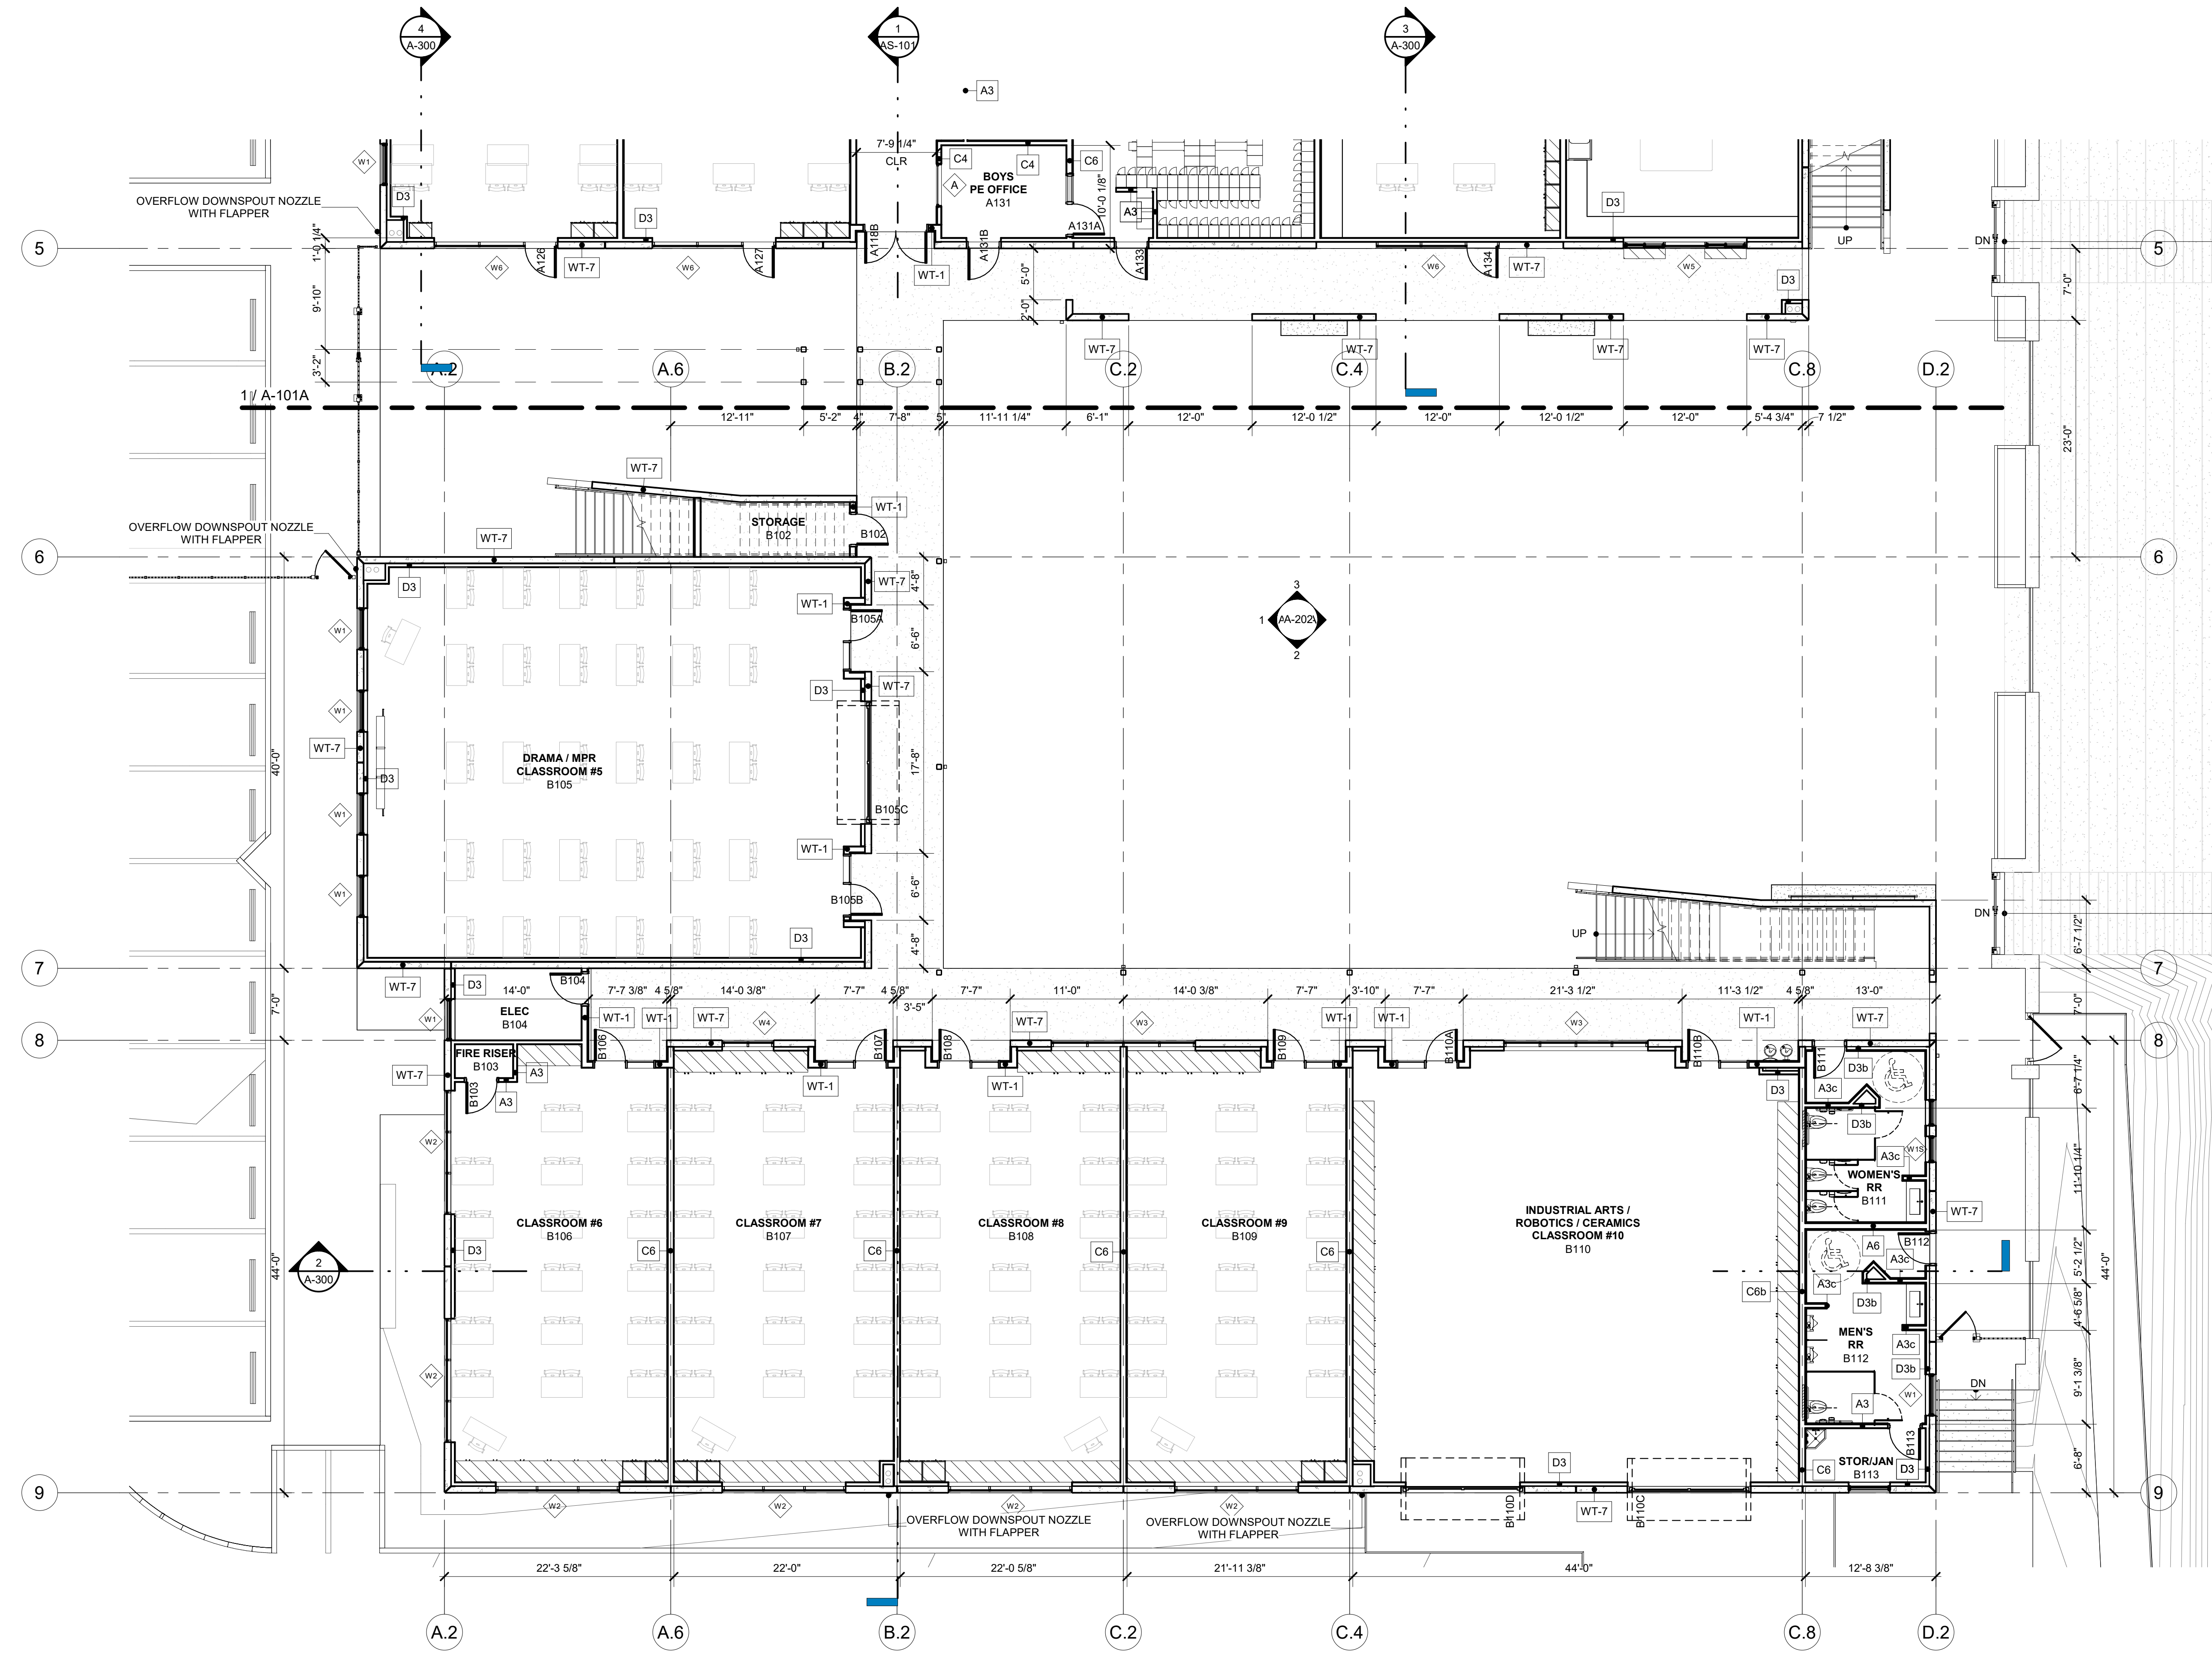 4
A-300
1
AS-101
3
A-300
A3
7'-9 1/4"
CLR
C4
C4
C6
W1
A
BOYS
PE OFFICE
A131
10'-0 1/8"
D3
D3
A3
D3
OVERFLOW DOWNSPOUT NOZZLE
WITH FLAPPER
A118B
A131B
A131A
UP
DN
5
1'-0 1/4"
5
W6
A126
WT-7
W6
A127
WT-1
A133
W6
A134
WT-7
W5
D3
5'-0"
2'-0"
7'-0"
9'-10"
3'-2"
WT-7
WT-7
WT-7
WT-7
A.2
A.6
B.2
C.2
C.4
C.8
D.2
1 / A-101A
12'-11"
5'-2"
4"
7'-8"
5"
11'-11 1/4"
6'-1"
12'-0"
12'-0 1/2"
12'-0"
12'-0 1/2"
12'-0"
5'-4 3/4"
7 1/2"
23'-0"
WT-7
WT-1
STORAGE
B102
B102
OVERFLOW DOWNSPOUT NOZZLE
WITH FLAPPER
WT-7
6
6
D3
WT-7
4'-8"
WT-1
B105A
W1
6'-6"
3
1
2
D3
WT-7
W1
WT-7
40'-0"
D3
DRAMA / MPR
CLASSROOM #5
B105
17'-8"
B105C
W1
WT-1
W1
B105B
6'-6"
D3
4'-8"
UP
DN
6'-7 1/2"
7
7
WT-7
D3
14'-0"
B104
7'-7 3/8"
4 5/8"
14'-0 3/8"
7'-7"
4 5/8"
3'-5"
7'-7"
11'-0"
14'-0 3/8"
7'-7"
3'-10"
7'-7"
21'-3 1/2"
11'-3 1/2"
4 5/8"
13'-0"
7'-0"
7'-0"
W1
ELEC
B104
WT-1
WT-1
WT-7
W4
WT-7
W3
WT-1
WT-1
W3
WT-1
WT-7
8
8
FIRE RISER
B103
WT-7
B103
A3
A3
B106
B107
WT-1
B108
WT-1
B109
B110A
B110B
D3
B111
D3b
A3c
6'-7 1/4"
D3b
W2
A3c
W1S
11'-10 1/4"
WOMEN'S
RR
B111
WT-7
CLASSROOM #6
B106
CLASSROOM #7
B107
CLASSROOM #8
B108
CLASSROOM #9
B109
INDUSTRIAL ARTS /
ROBOTICS / CERAMICS
CLASSROOM #10
B110
D3
C6
C6
C6
C6
A6
B112
A3c
5'-2 1/2"
2
A-300
44'-0"
44'-0"
C6b
A3c
D3b
4'-6 5/8"
MEN'S
RR
B112
A3c
D3b
W2
W1
DN
9'-1 3/8"
A3
B113
STOR/JAN
B113
C6
D3
6'-8"
D3
9
9
W2
W2
W2
W2
B110D
WT-7
B110C
OVERFLOW DOWNSPOUT NOZZLE
WITH FLAPPER
OVERFLOW DOWNSPOUT NOZZLE
WITH FLAPPER
22'-3 5/8"
22'-0"
22'-0 5/8"
21'-11 3/8"
44'-0"
12'-8 3/8"
A.2
A.6
B.2
C.2
C.4
C.8
D.2